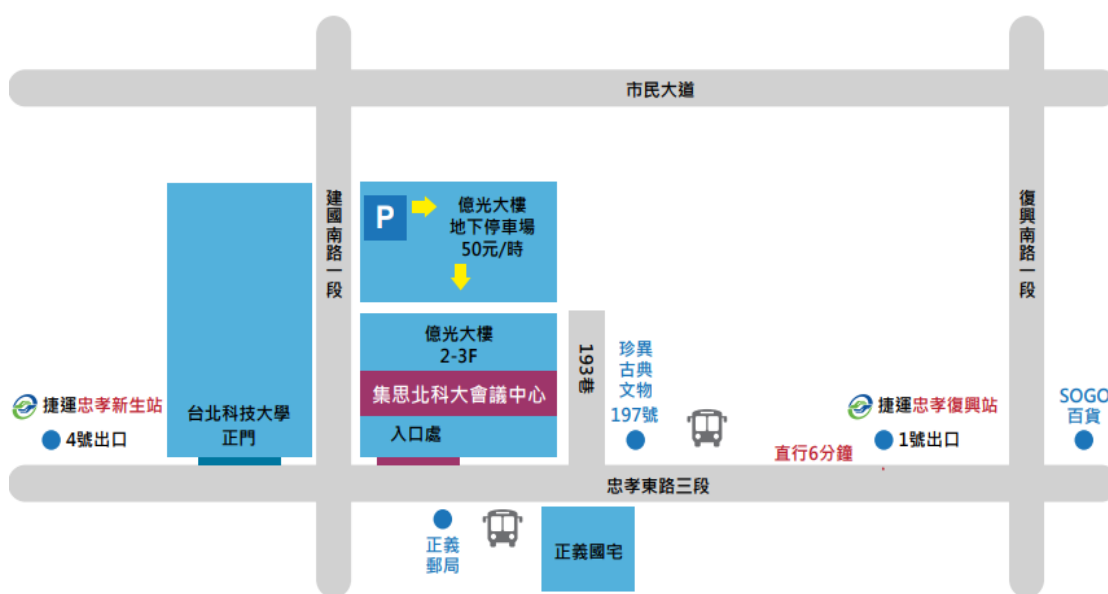 市民大道
建國南路一段
復興南路一段
P
億光大樓
地下停車場
50元/時
億光大樓
2-3F
集思北科大會議中心
入口處
193巷
珍異
古典
文物
197號
捷運忠孝新生站
4號出口
台北科技大學
正門
捷運忠孝復興站
1號出口
SOGO
百貨
直行6分鐘
忠孝東路三段
正義
郵局
正義國宅